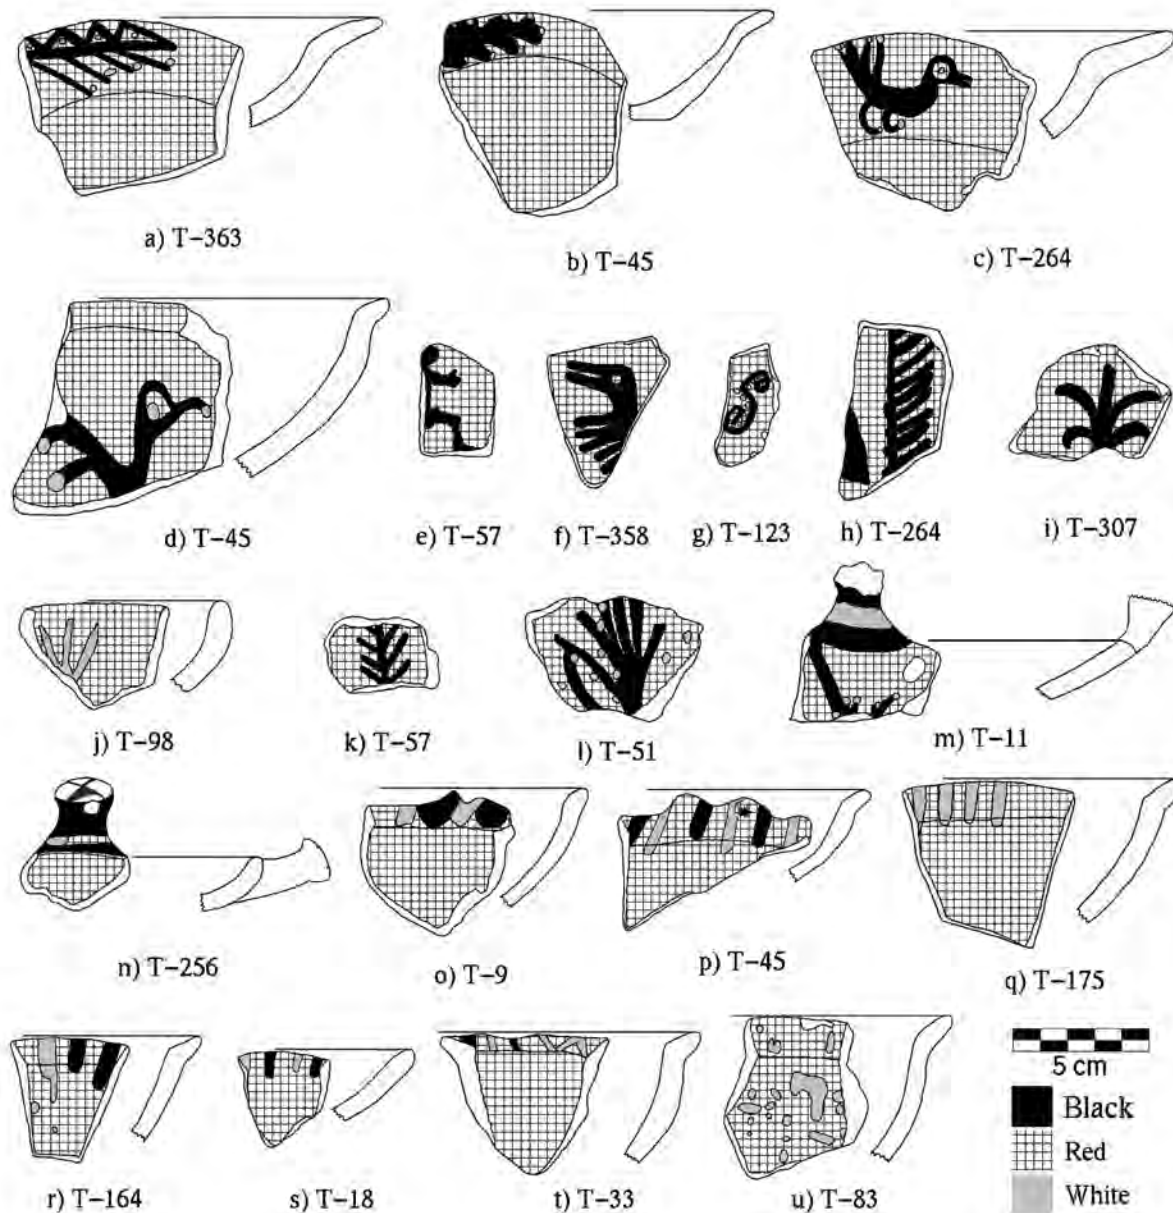 a) T-363
b) T-45
c) T-264
d) T-45
e) T-57
f) T-358
g) T-123
h) T-264
i) T-307
j) T-98
k) T-57
l) T-51
m) T-11
n) T-256
o) T-9
p) T-45
q) T-175
5 cm
Black
Red
White
r) T-164
s) T-18
t) T-33
u) T-83